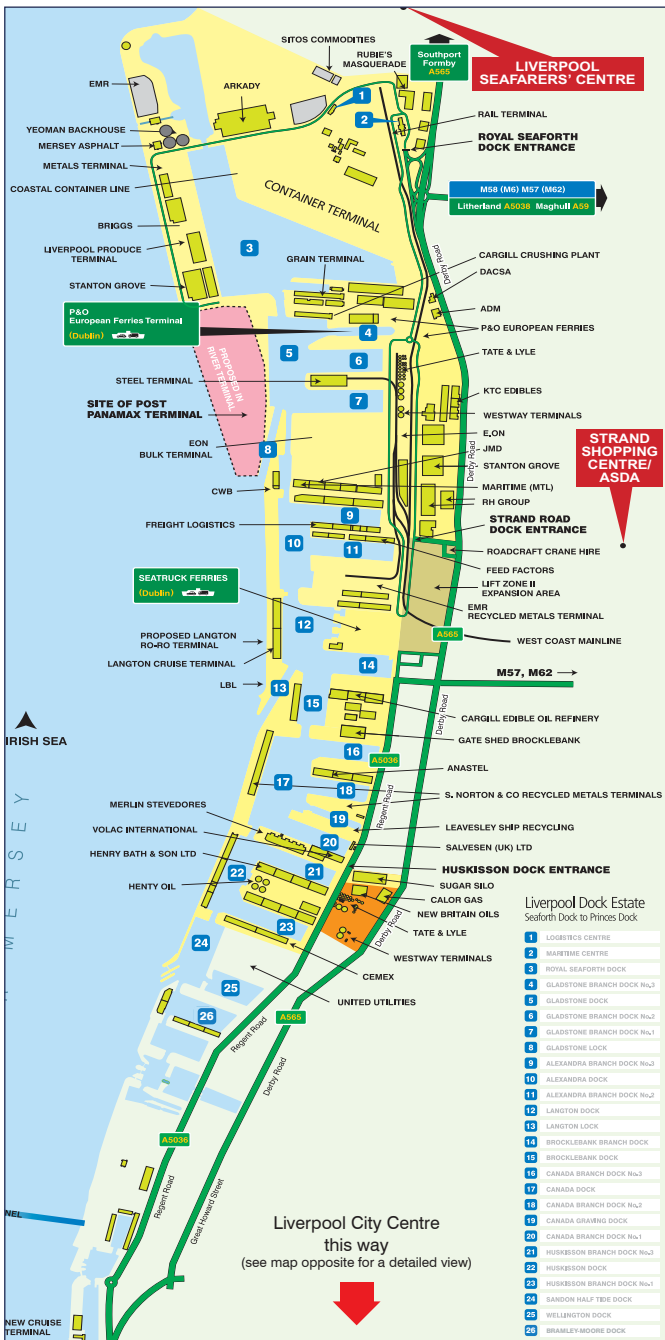 SITOS COMMODITIES
RUBIE'S
MASQUERADE
Southport
Formby
A565
LIVERPOOL
SEAFARERS' CENTRE
EMR
ARKADY
1
2
YEOMAN BACKHOUSE
MERSEY ASPHALT
METALS TERMINAL
COASTAL CONTAINER LINE
RAIL TERMINAL
ROYAL SEAFORTH
DOCK ENTRANCE
CONTAINER TERMINAL
M58 (M6) M57 (M62)
Litherland A5038 Maghull A59
BRIGGS
LIVERPOOL PRODUCE
TERMINAL
STANTON GROVE
3
GRAIN TERMINAL
Derby Road
CARGILL CRUSHING PLANT
DACSA
ADM
P&O
European Ferries Terminal
(Dublin)
4
P&O EUROPEAN FERRIES
PROPOSED IN
RIVER TERMINAL
5
6
TATE & LYLE
STEEL TERMINAL
7
KTC EDIBLES
SITE OF POST
PANAMAX TERMINAL
WESTWAY TERMINALS
EON
BULK TERMINAL
8
E.ON
JMD
STANTON GROVE
Derby Road
STRAND
SHOPPING
CENTRE/
ASDA
CWB
MARITIME (MTL)
RH GROUP
9
FREIGHT LOGISTICS
STRAND ROAD
DOCK ENTRANCE
10
11
ROADCRAFT CRANE HIRE
FEED FACTORS
SEATRUCK FERRIES
(Dublin)
LIFT ZONE II
EXPANSION AREA
EMR
RECYCLED METALS TERMINAL
12
A565
WEST COAST MAINLINE
PROPOSED LANGTON
RO-RO TERMINAL
LANGTON CRUISE TERMINAL
14
M57, M62
LBL
13
15
Derby Road
CARGILL EDIBLE OIL REFINERY
GATE SHED BROCKLEBANK
IRISH SEA
16
A5036
ANASTEL
17
18
Regent Road
S. NORTON & CO RECYCLED METALS TERMINALS
MERLIN STEVEDORES
19
LEAVESLEY SHIP RECYCLING
VOLAC INTERNATIONAL
20
SALVESEN (UK) LTD
HENRY BATH & SON LTD
21
HUSKISSON DOCK ENTRANCE
22
HENTY OIL
SUGAR SILO
CALOR GAS
NEW BRITAIN OILS
TATE & LYLE
Derby Road
WESTWAY TERMINALS
23
24
CEMEX
UNITED UTILITIES
25
26
MERSEY
Regent Road
A565
Derby Road
A5036
Regent Road
Great Howard Street
NEL
NEW CRUISE
TERMINAL
Liverpool City Centre
this way
(see map opposite for a detailed view)
Liverpool Dock Estate
Seaforth Dock to Princes Dock
1 LOGISTICS CENTRE
2 MARITIME CENTRE
3 ROYAL SEAFORTH DOCK
4 GLADSTONE BRANCH DOCK No.3
5 GLADSTONE DOCK
6 GLADSTONE BRANCH DOCK No.2
7 GLADSTONE BRANCH DOCK No.1
8 GLADSTONE LOCK
9 ALEXANDRA BRANCH DOCK No.3
10 ALEXANDRA DOCK
11 ALEXANDRA BRANCH DOCK No.2
12 LANGTON DOCK
13 LANGTON LOCK
14 BROCKLEBANK BRANCH DOCK
15 BROCKLEBANK DOCK
16 CANADA BRANCH DOCK No.3
17 CANADA DOCK
18 CANADA BRANCH DOCK No.2
19 CANADA GRAVING DOCK
20 CANADA BRANCH DOCK No.1
21 HUSKISSON BRANCH DOCK No.3
22 HUSKISSON DOCK
23 HUSKISSON BRANCH DOCK No.1
24 SANDON HALF TIDE DOCK
25 WELLINGTON DOCK
26 BRAMLEY-MOORE DOCK